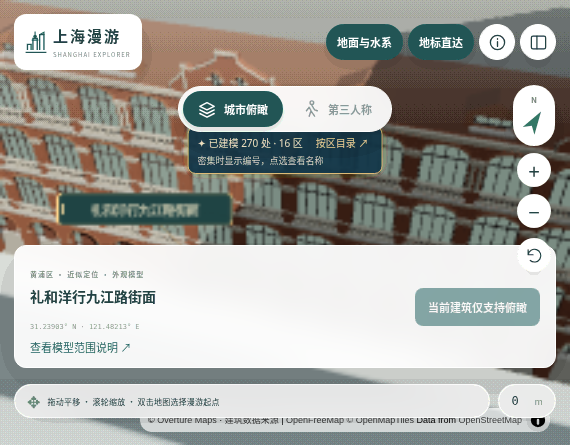 上海漫游
SHANGHAI EXPLORER
地面与水系
地标直达
N
城市俯瞰
第三人称
✦ 已建模 270 处 · 16 区 按区目录 ↗
密集时显示编号，点选查看名称
礼和洋行九江路街面
+
−
黄浦区 · 近似定位 · 外观模型
礼和洋行九江路街面
当前建筑仅支持俯瞰
31.23903° N · 121.48213° E
查看模型范围说明 ↗
拖动平移 · 滚轮缩放 · 双击地图选择漫游起点
0 m
© Overture Maps · 建筑数据来源 | OpenFreeMap © OpenMapTiles Data from OpenStreetMap